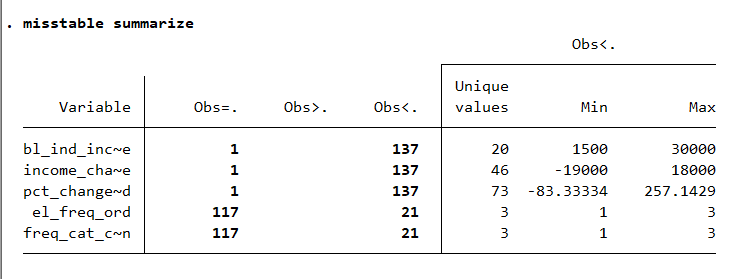 . misstable summarize
Obs<.
Unique
Variable Obs=. Obs>. Obs<. values Min Max
bl_ind_inc~e 1 137 20 1500 30000
income_cha~e 1 137 46 -19000 18000
pct_change~d 1 137 73 -83.33334 257.1429
el_freq_ord 117 21 3 1 3
freq_cat_c~n 117 21 3 1 3